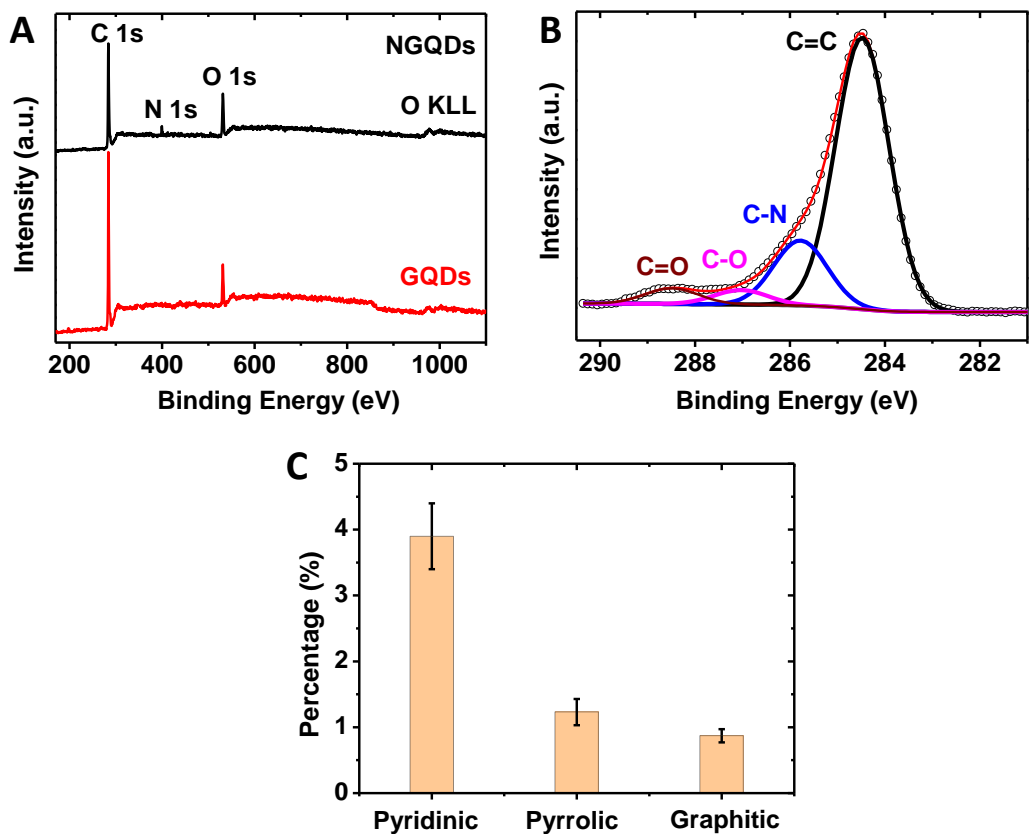 A
C 1s
NGQDs
O 1s
N 1s
O KLL
GQDs
Intensity (a.u.)
200 400 600 800 1000
Binding Energy (eV)
B
C=C
C-N
C-O
C=O
Intensity (a.u.)
290 288 286 284 282
Binding Energy (eV)
C
5
4
3
2
1
0
Percentage (%)
Pyridinic Pyrrolic Graphitic